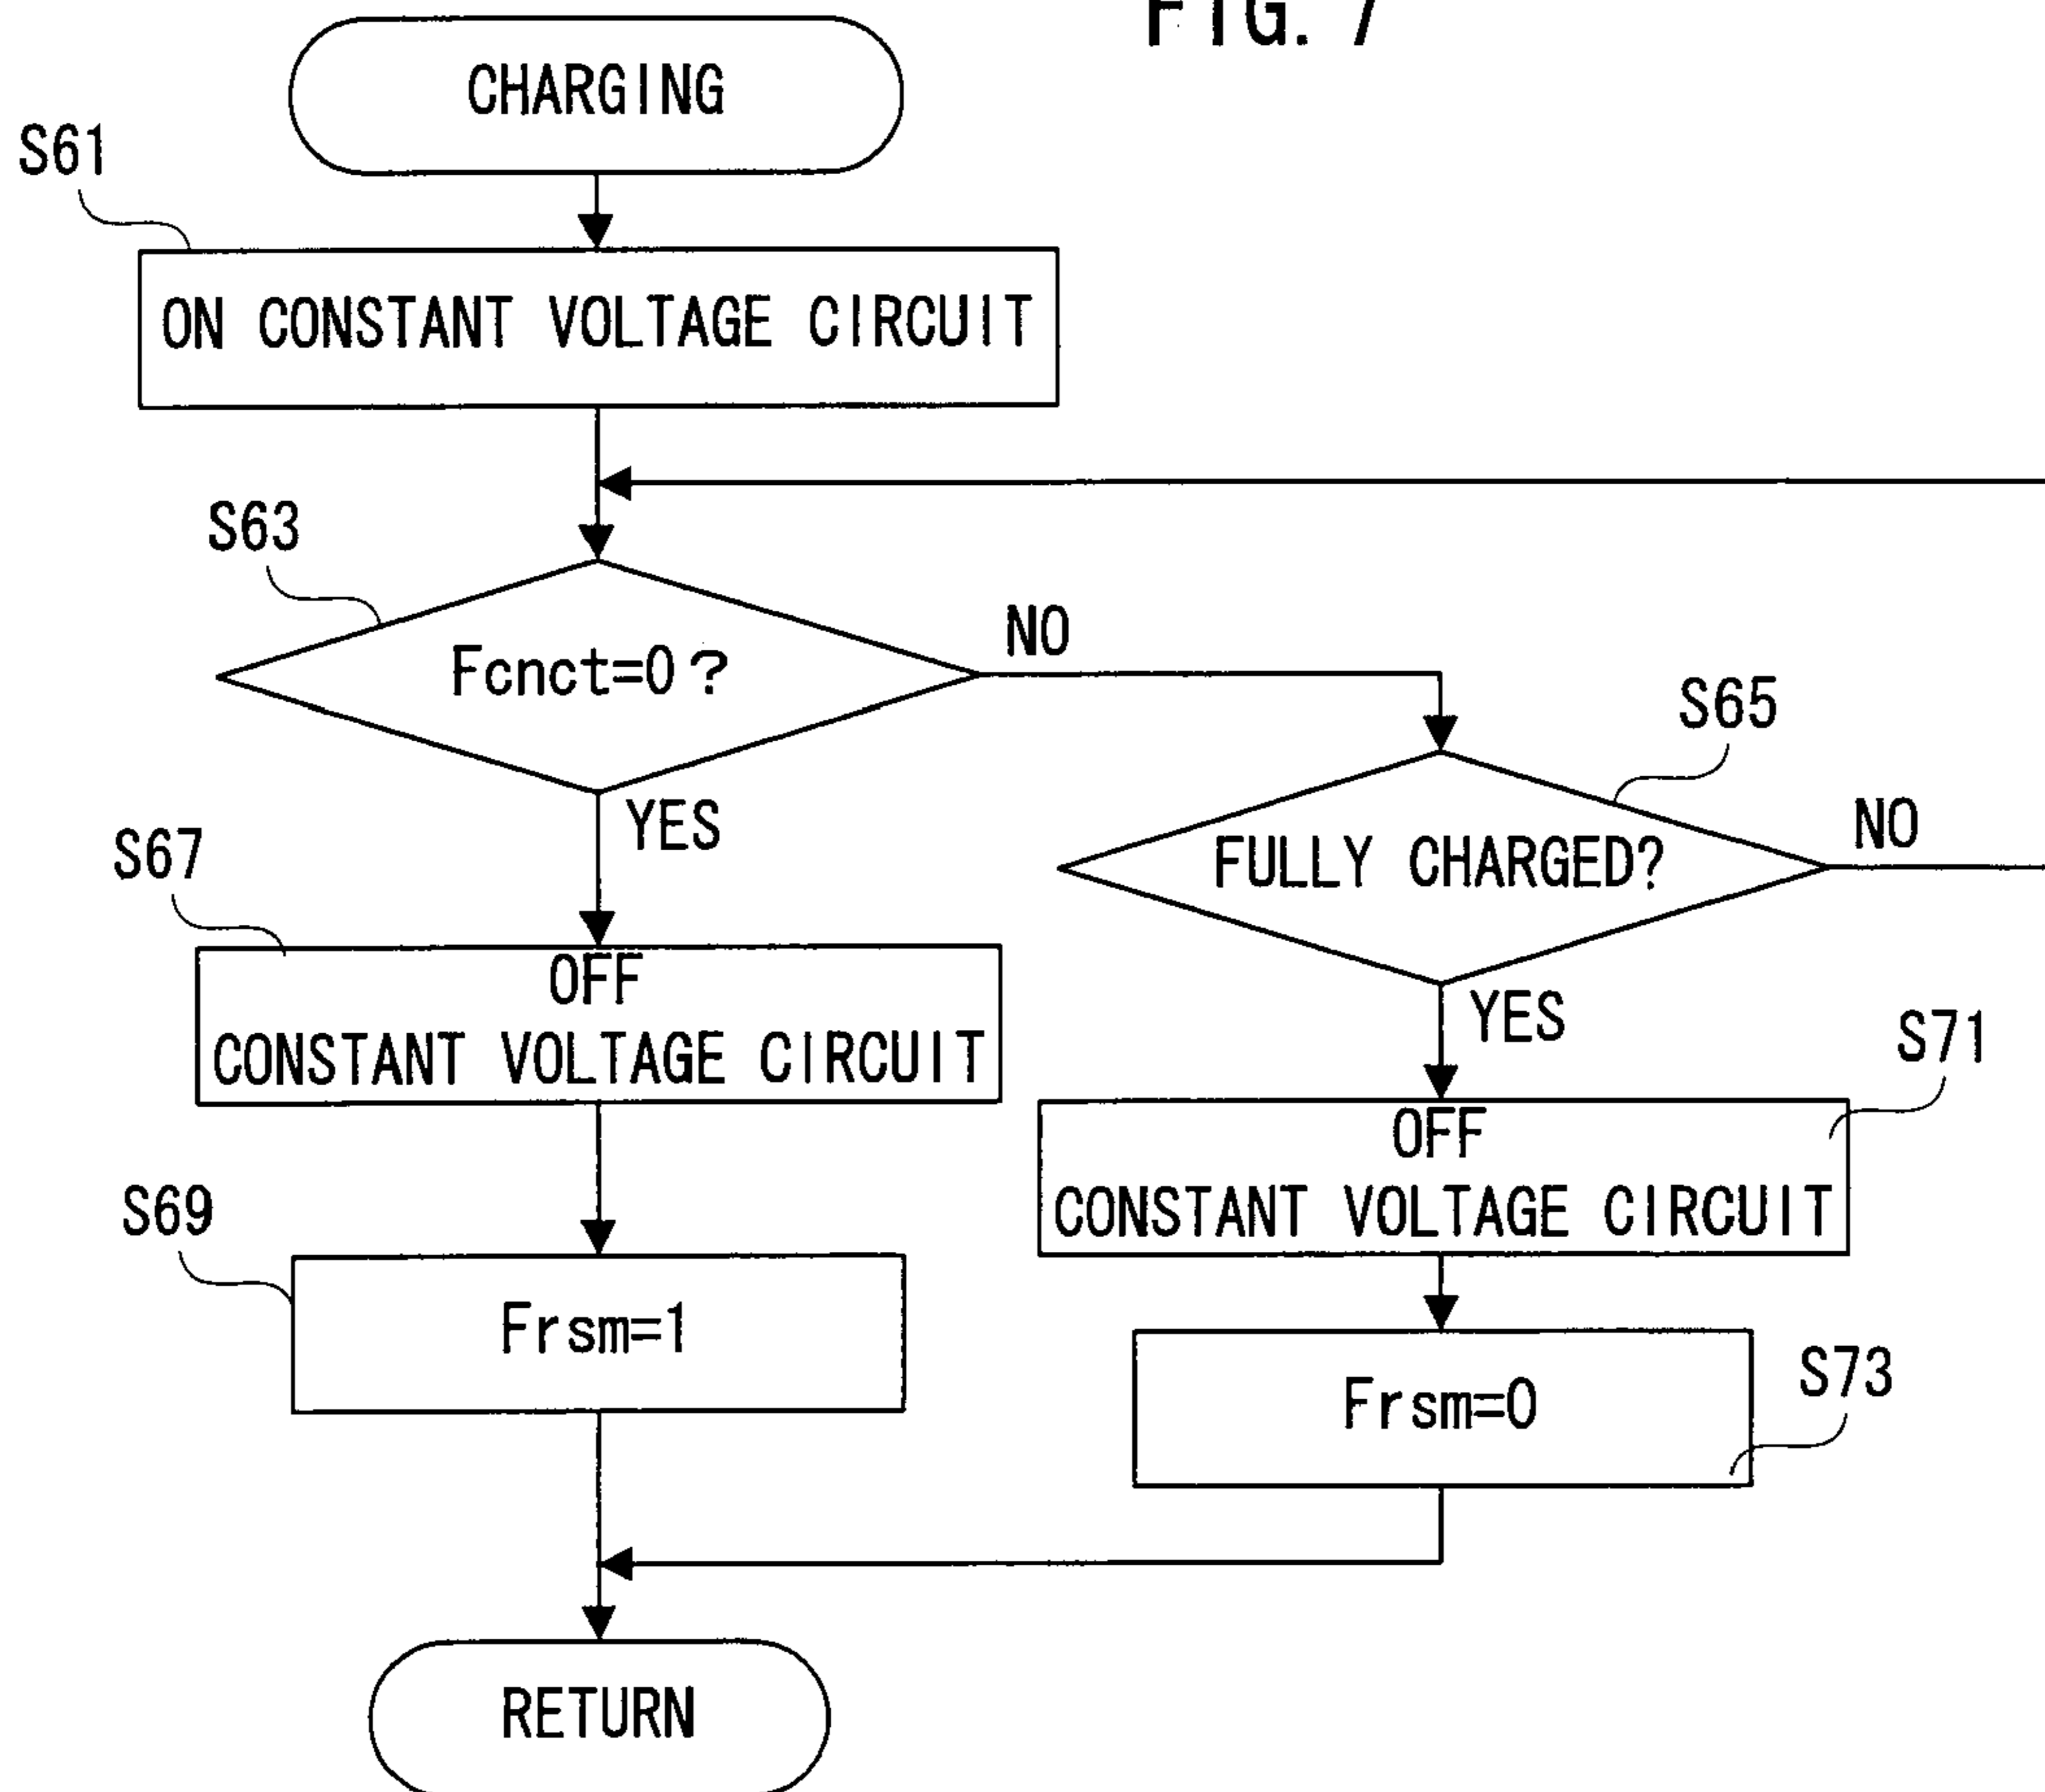 FIG. 7
CHARGING
S61
ON CONSTANT VOLTAGE CIRCUIT
S63
Fcnct=0?
NO
YES
S65
FULLY CHARGED?
NO
YES
S67
OFF
CONSTANT VOLTAGE CIRCUIT
S71
OFF
CONSTANT VOLTAGE CIRCUIT
S69
Frsm=1
S73
Frsm=0
RETURN